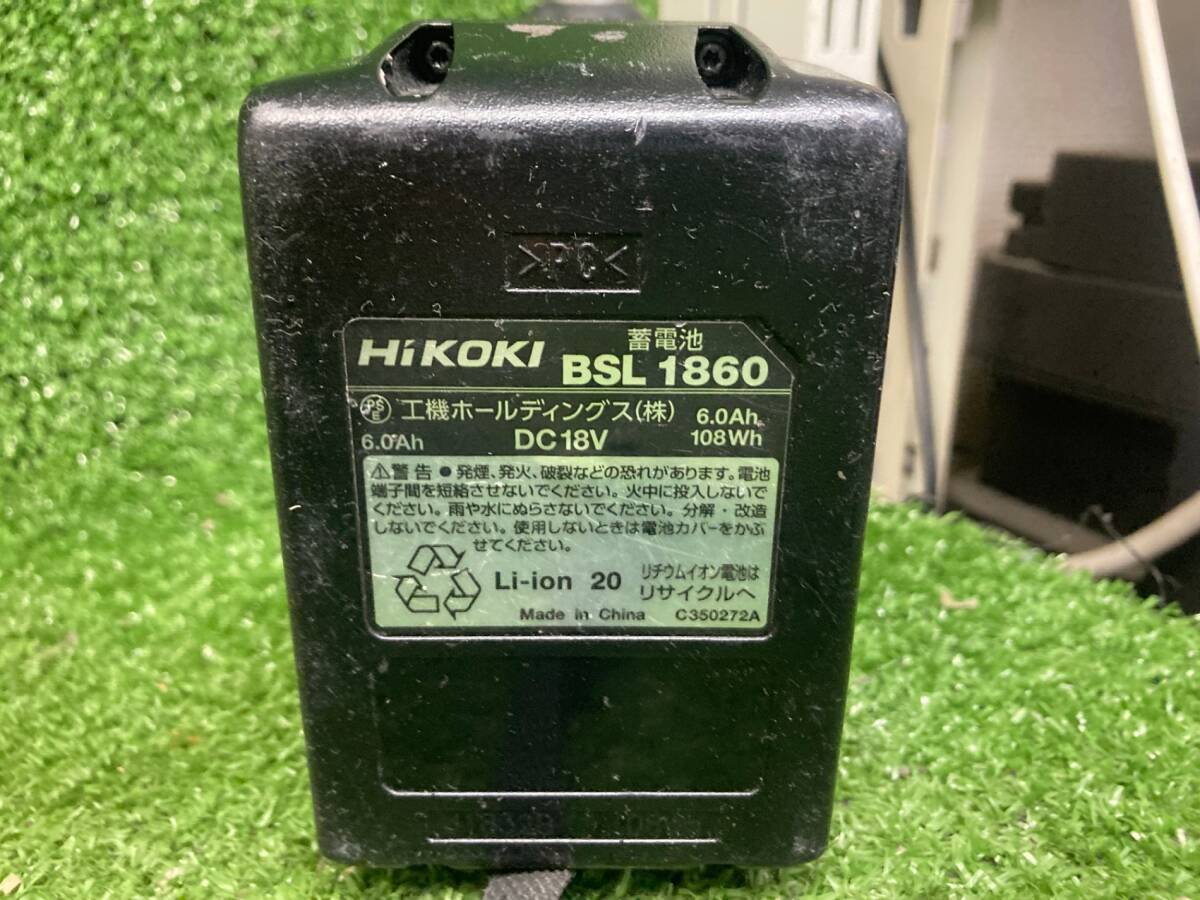 >PC<
HiKOKI
蓄電池
BSL 1860
PS E 工機ホールディングス(株)
6.0Ah
6.0Ah
DC18V
108Wh
⚠警告 ● 発煙、発火、破裂などの恐れがあります。電池
端子間を短絡させないでください。火中に投入しないで
ください。雨や水にぬらさないでください。分解・改造
しないでください。使用しないときは電池カバーをかぶ
せてください。
Li-ion 20
リチウムイオン電池は
リサイクルへ
Made in China C350272A